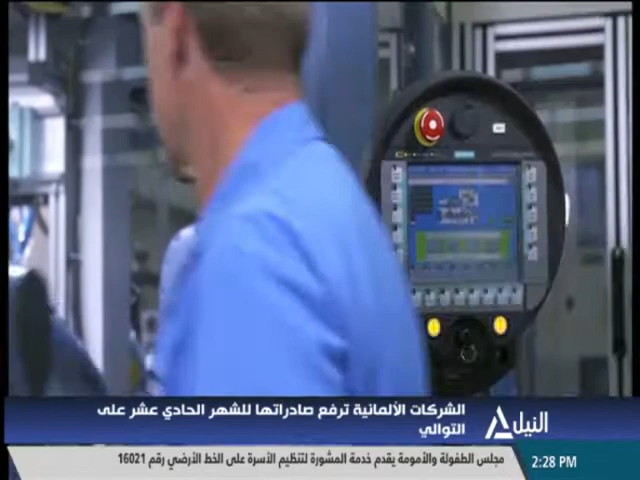 الشركات الألمانية ترفع صادراتها للشهر الحادي عشر على
التوالي
النيل
مجلس الطفولة والأمومة يقدم خدمة المشورة لتنظيم الأسرة على الخط الأرضي رقم 16021
2:28 PM